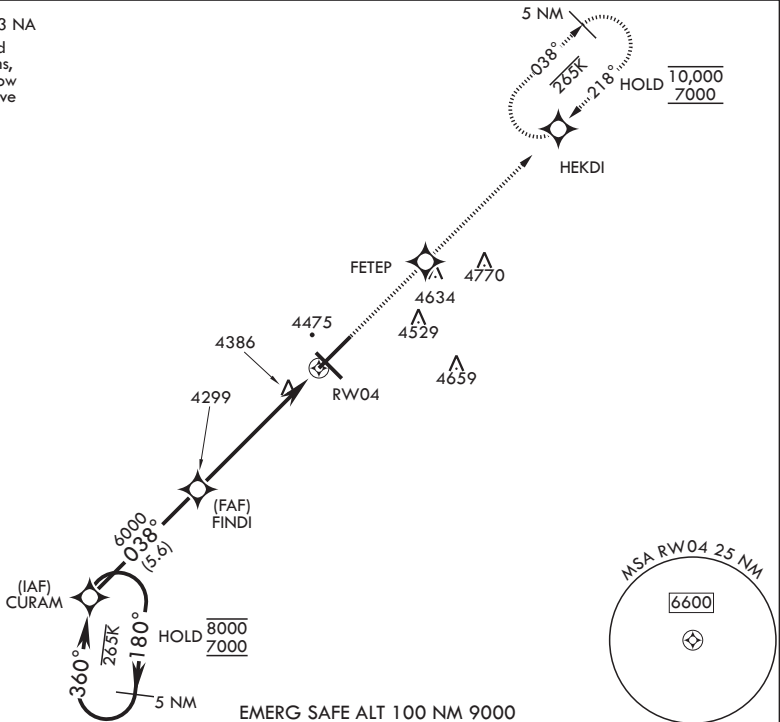 3 NA
d
ns,
ow
ve
5 NM
038°
265K
218°
HOLD 10,000
7000
HEKDI
FETEP
4770
4634
4475
4529
4386
4659
RW04
4299
(FAF)
FINDI
6000
038°
(5.6)
(IAF)
CURAM
HOLD 8000
7000
265K
180°
360°
5 NM
MSA RW04 25 NM
6600
EMERG SAFE ALT 100 NM 9000